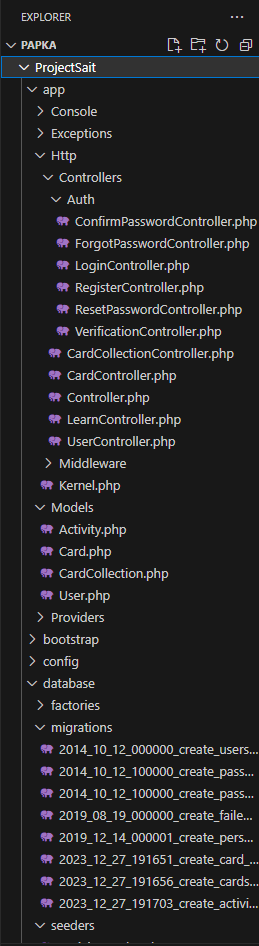 EXPLORER
PAPKA
ProjectSait
app
Console
Exceptions
Http
Controllers
Auth
ConfirmPasswordController.php
ForgotPasswordController.php
LoginController.php
RegisterController.php
ResetPasswordController.php
VerificationController.php
CardCollectionController.php
CardController.php
Controller.php
LearnController.php
UserController.php
Middleware
Kernel.php
Models
Activity.php
Card.php
CardCollection.php
User.php
Providers
bootstrap
config
database
factories
migrations
2014_10_12_000000_create_users...
2014_10_12_100000_create_pass...
2014_10_12_100000_create_pass...
2019_08_19_000000_create_faile...
2019_12_14_000001_create_pers...
2023_12_27_191651_create_card_...
2023_12_27_191656_create_cards...
2023_12_27_191703_create_activi...
seeders